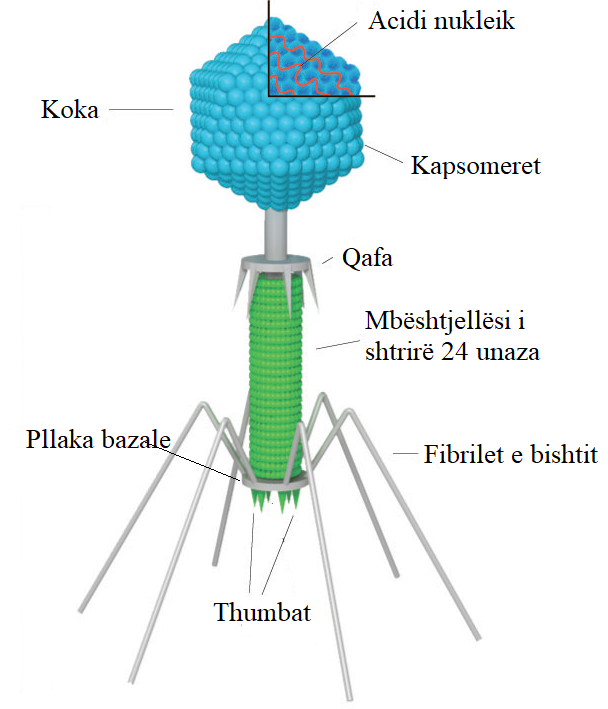 Acidi nukleik
Koka
Kapsomeret
Qafa
Mbështjellësi i
shtrirë 24 unaza
Pllaka bazale
Fibrilet e bishtit
Thumbat